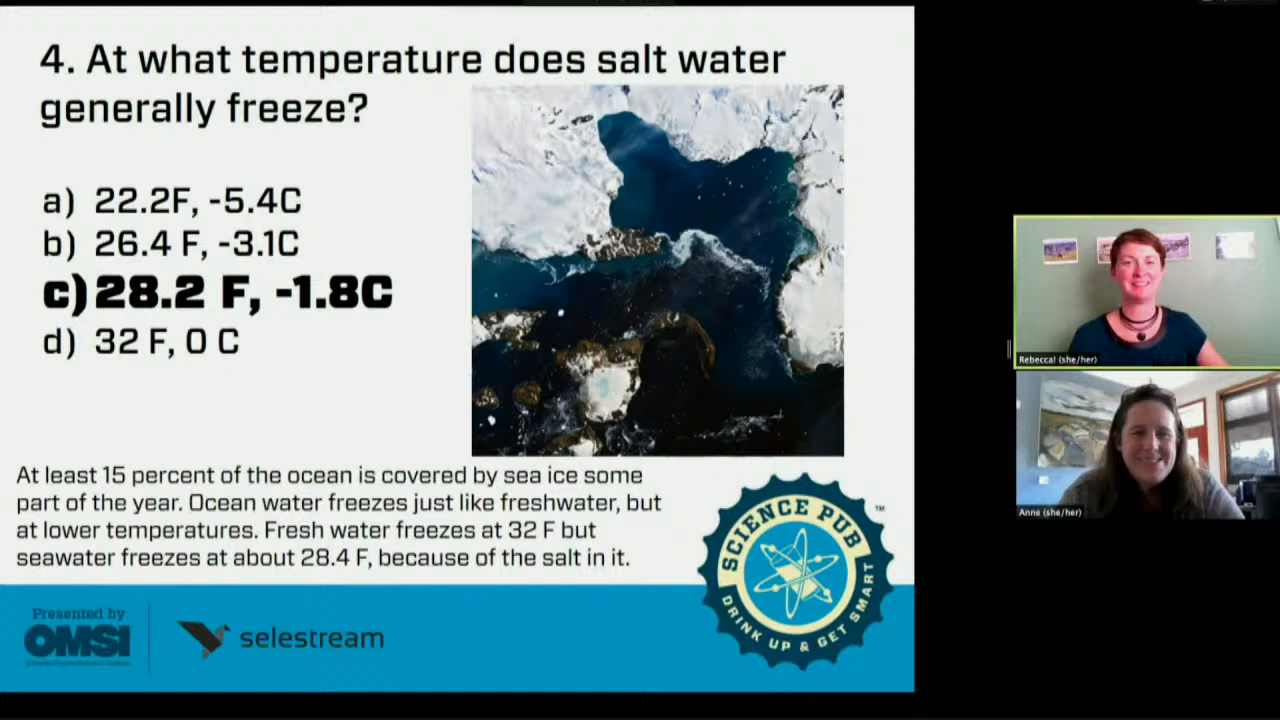 4. At what temperature does salt water
generally freeze?
a) 22.2F, -5.4C
b) 26.4 F, -3.1C
c) 28.2 F, -1.8C
d) 32 F, 0 C
At least 15 percent of the ocean is covered by sea ice some
part of the year. Ocean water freezes just like freshwater, but
at lower temperatures. Fresh water freezes at 32 F but
seawater freezes at about 28.4 F, because of the salt in it.
SCIENCE PUB
™
DRINK UP & GET SMART
Presented by
OMSI
selestream
Rebecca! (she/her)
Anne (she/her)